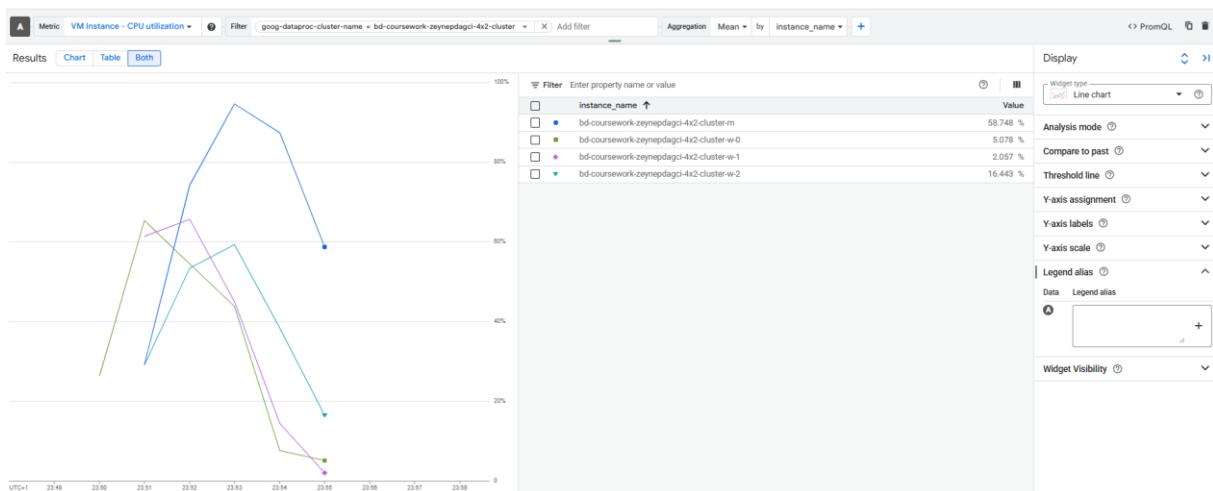 A Metric VM Instance - CPU utilization Filter goog-dataproc-cluster-name = bd-coursework-zeynepdagci-4x2-cluster Add filter Aggregation Mean by instance_name + <> PromQL
Results Chart Table Both
Display
100%
80%
60%
40%
20%
0
UTC+1 23:49 23:50 23:51 23:52 23:53 23:54 23:55 23:56 23:57 23:58
Filter Enter property name or value
instance_name Value
bd-coursework-zeynepdagci-4x2-cluster-m 58.748 %
bd-coursework-zeynepdagci-4x2-cluster-w-0 5.078 %
bd-coursework-zeynepdagci-4x2-cluster-w-1 2.057 %
bd-coursework-zeynepdagci-4x2-cluster-w-2 16.443 %
Widget type
Line chart
Analysis mode
Compare to past
Threshold line
Y-axis assignment
Y-axis labels
Y-axis scale
Legend alias
Data Legend alias
A
+
Widget Visibility